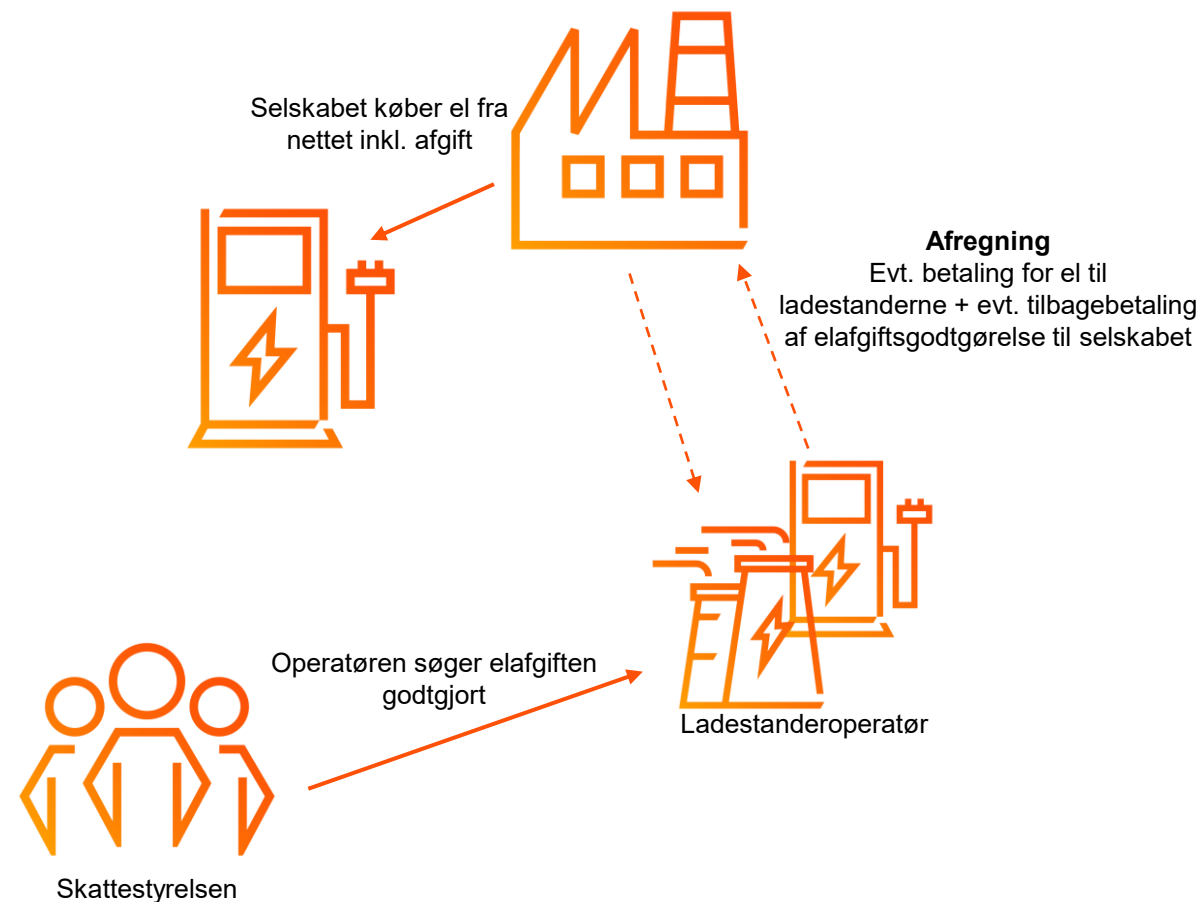 Selskabet køber el fra
nettet inkl. afgift
Afregning
Evt. betaling for el til
ladestanderne + evt. tilbagebetaling
af elafgiftsgodtgørelse til selskabet
Operatøren søger elafgiften
godtgjort
Ladestanderoperatør
Skattestyrelsen